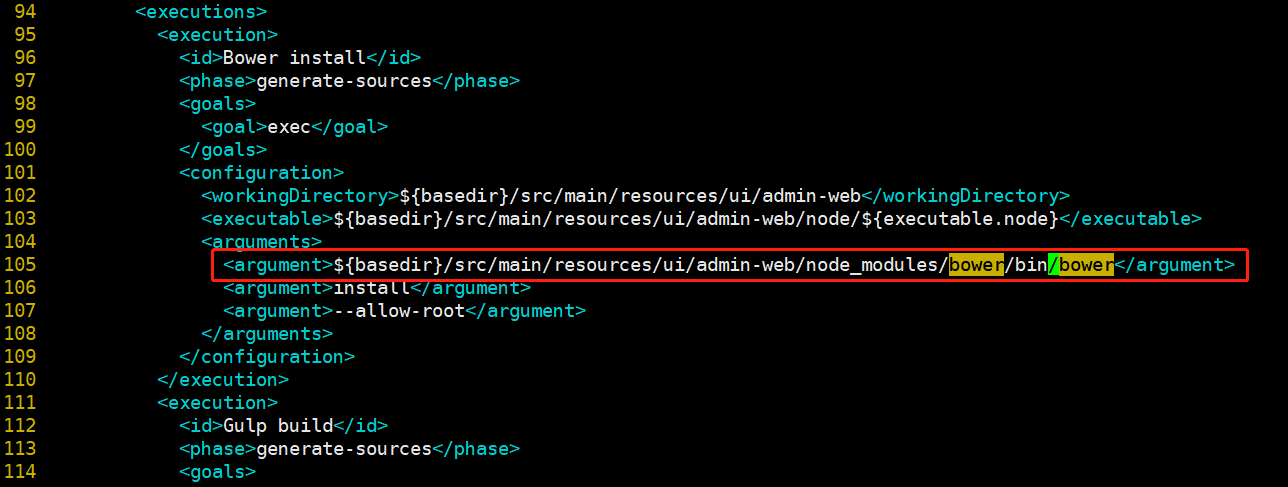 94 <executions>
95 <execution>
96 <id>Bower install</id>
97 <phase>generate-sources</phase>
98 <goals>
99 <goal>exec</goal>
100 </goals>
101 <configuration>
102 <workingDirectory>${basedir}/src/main/resources/ui/admin-web</workingDirectory>
103 <executable>${basedir}/src/main/resources/ui/admin-web/node/${executable.node}</executable>
104 <arguments>
105 <argument>${basedir}/src/main/resources/ui/admin-web/node_modules/bower/bin/bower</argument>
106 <argument>install</argument>
107 <argument>--allow-root</argument>
108 </arguments>
109 </configuration>
110 </execution>
111 <execution>
112 <id>Gulp build</id>
113 <phase>generate-sources</phase>
114 <goals>